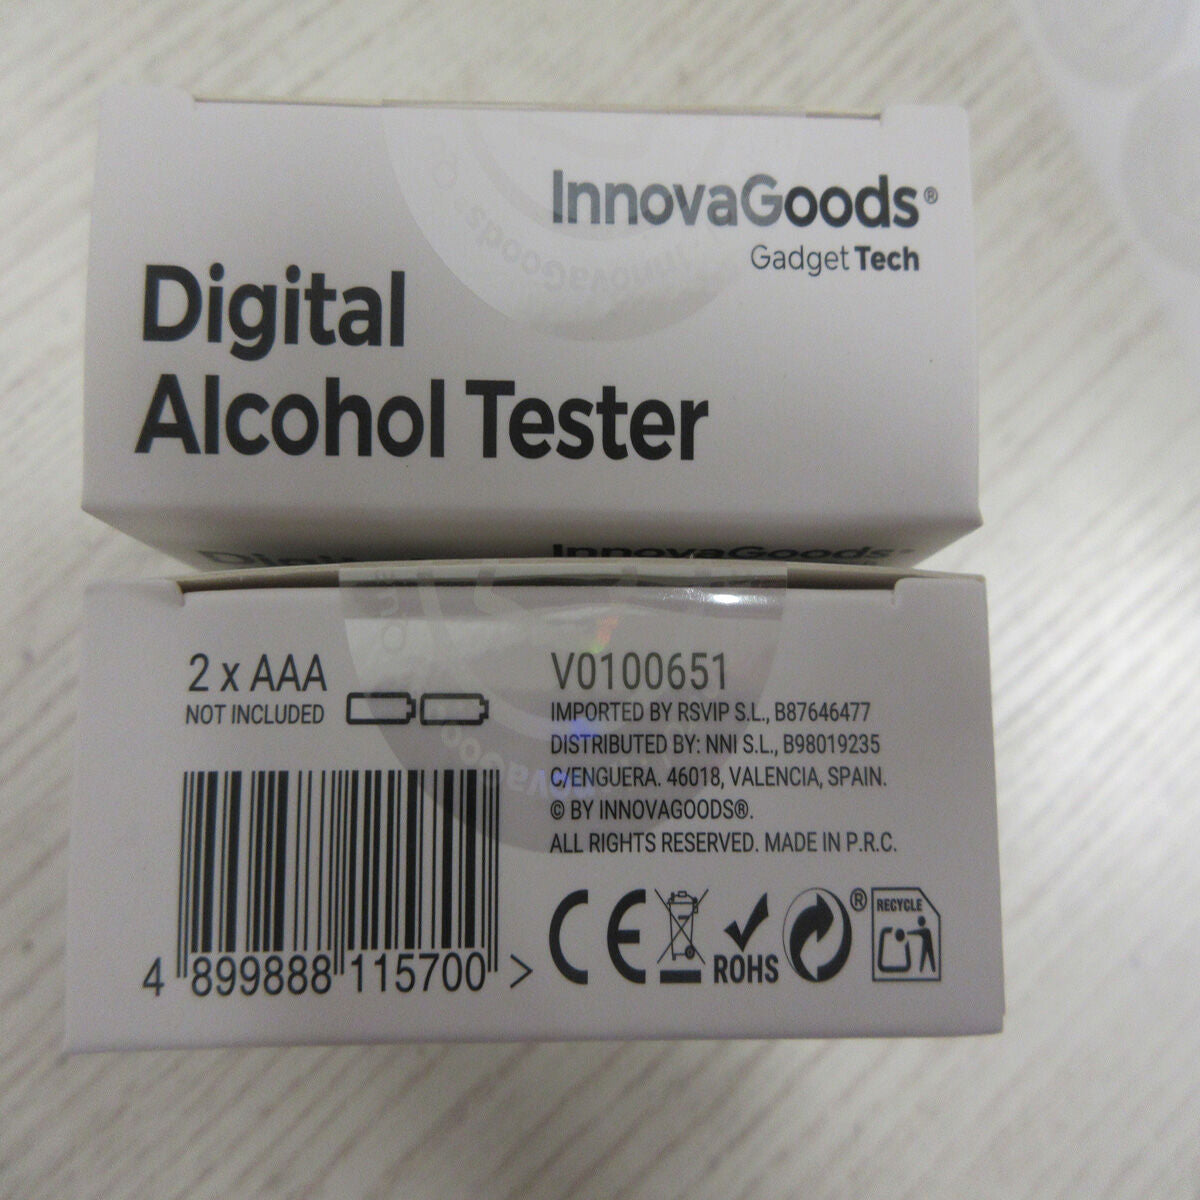 InnovaGoods®
Gadget Tech
Digital
Alcohol Tester
InnovaGoods
2 x AAA
NOT INCLUDED
V0100651
IMPORTED BY RSVIP S.L., B87646477
DISTRIBUTED BY: NNI S.L., B98019235
C/ENGUERA. 46018, VALENCIA, SPAIN.
© BY INNOVAGOODS®.
ALL RIGHTS RESERVED. MADE IN P.R.C.
4 899888 115700 >
CE
ROHS
®
RECYCLE